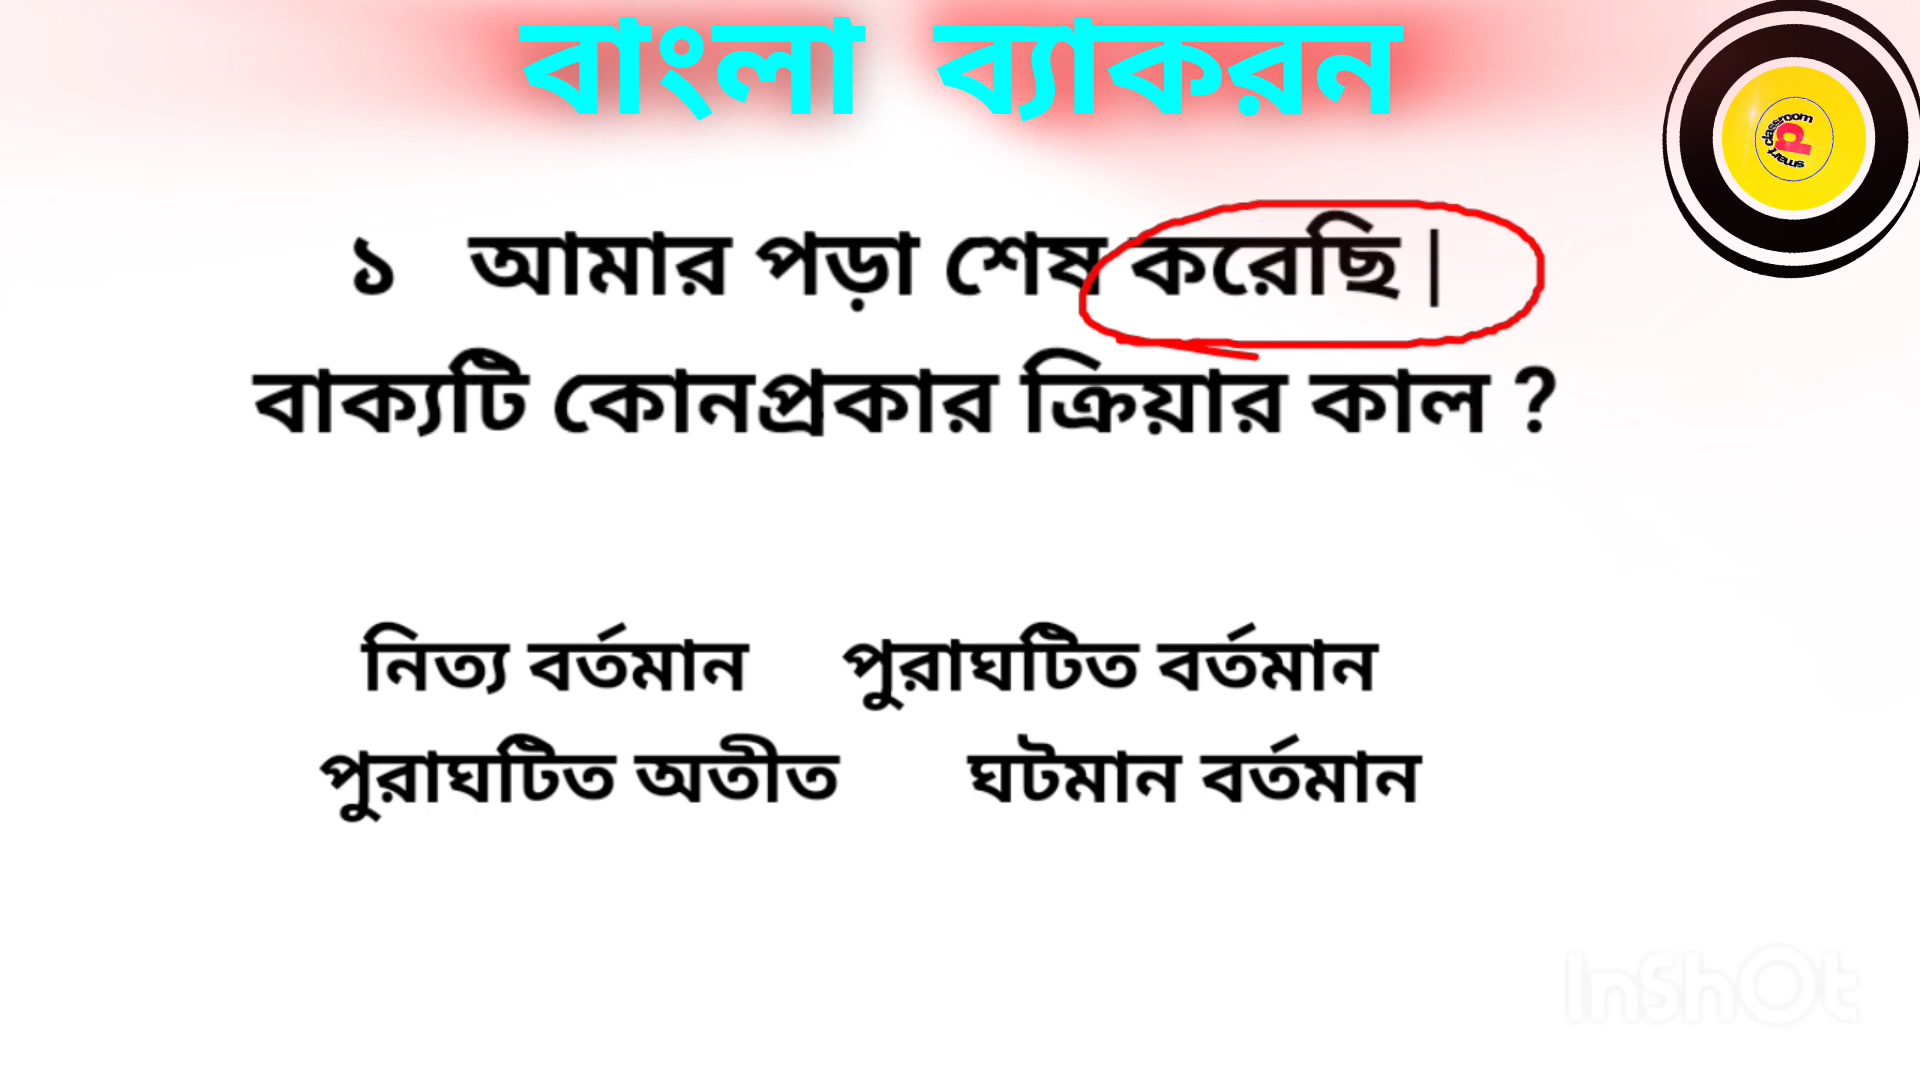 বাংলা ব্যাকরন
smart classroom
P
১ আমার পড়া শেষ করেছি|
বাক্যটি কোনপ্রকার ক্রিয়ার কাল ?
নিত্য বর্তমান পুরাঘটিত বর্তমান
পুরাঘটিত অতীত ঘটমান বর্তমান
InShOt